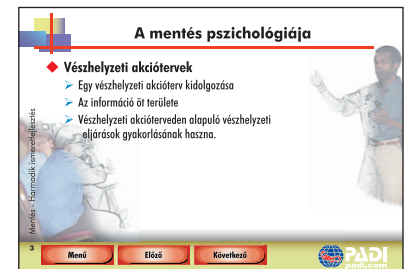 A mentés pszichológiája
Vészhelyzeti akciótervek
Egy vészhelyzeti akcióterv kidolgozása
Az információ öt területe
Vészhelyzeti akcióterveden alapuló vészhelyzeti
eljárások gyakorlásának haszna.
Mentés - Harmadik ismeretfejlesztés
3
Menü
Előző
Következő
PADI
padi.com